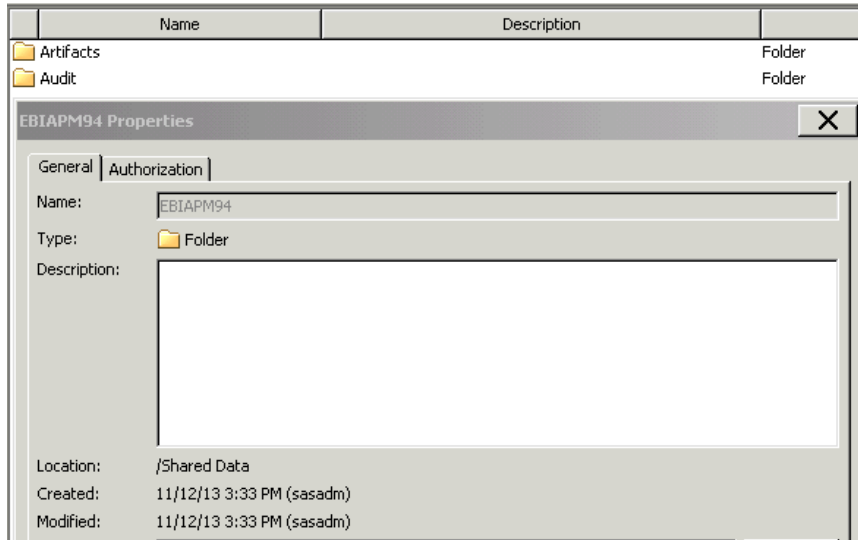 Name Description
Artifacts Folder
Audit Folder
EBIAPM94 Properties
General Authorization
Name: EBIAPM94
Type: Folder
Description:
Location: /Shared Data
Created: 11/12/13 3:33 PM (sasadm)
Modified: 11/12/13 3:33 PM (sasadm)